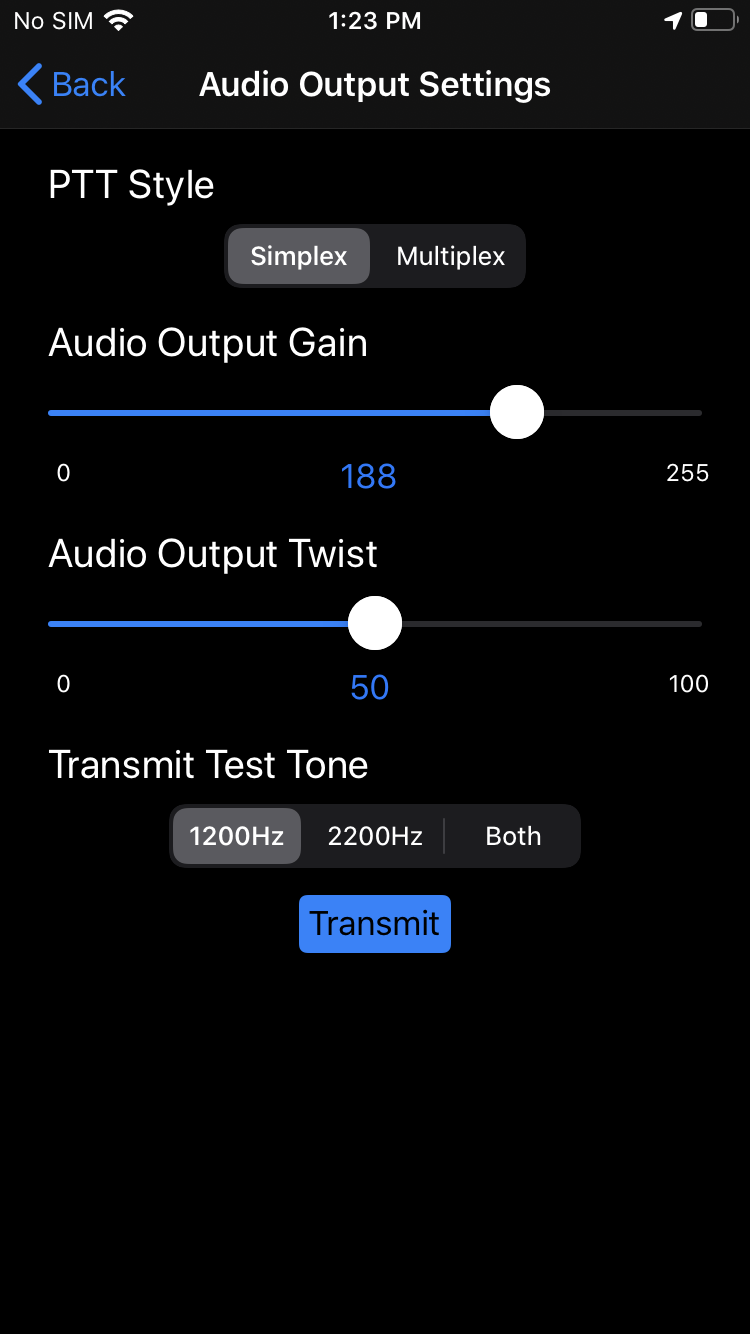 No SIM 1:23 PM
Back Audio Output Settings
PTT Style
Simplex Multiplex
Audio Output Gain
0 188 255
Audio Output Twist
0 50 100
Transmit Test Tone
1200Hz 2200Hz Both
Transmit